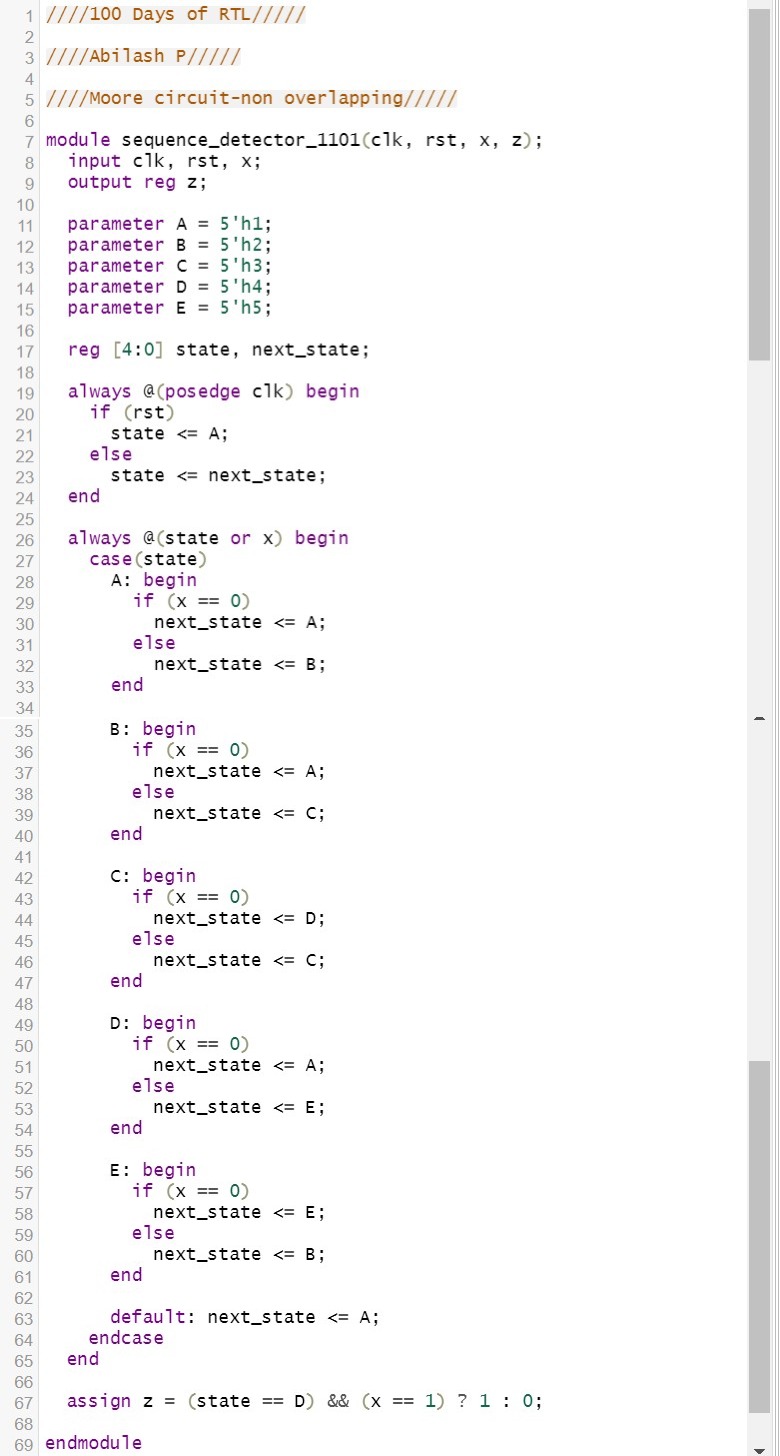 1 ////100 Days of RTL/////
2
3 ////Abilash P/////
4
5 ////Moore circuit-non overlapping/////
6
7 module sequence_detector_1101(clk, rst, x, z);
8   input clk, rst, x;
9   output reg z;
10
11   parameter A = 5'h1;
12   parameter B = 5'h2;
13   parameter C = 5'h3;
14   parameter D = 5'h4;
15   parameter E = 5'h5;
16
17   reg [4:0] state, next_state;
18
19   always @(posedge clk) begin
20     if (rst)
21       state <= A;
22     else
23       state <= next_state;
24   end
25
26   always @(state or x) begin
27     case(state)
28       A: begin
29         if (x == 0)
30           next_state <= A;
31         else
32           next_state <= B;
33       end
34
35       B: begin
36         if (x == 0)
37           next_state <= A;
38         else
39           next_state <= C;
40       end
41
42       C: begin
43         if (x == 0)
44           next_state <= D;
45         else
46           next_state <= C;
47       end
48
49       D: begin
50         if (x == 0)
51           next_state <= A;
52         else
53           next_state <= E;
54       end
55
56       E: begin
57         if (x == 0)
58           next_state <= E;
59         else
60           next_state <= B;
61       end
62
63       default: next_state <= A;
64     endcase
65   end
66
67   assign z = (state == D) && (x == 1) ? 1 : 0;
68
69 endmodule